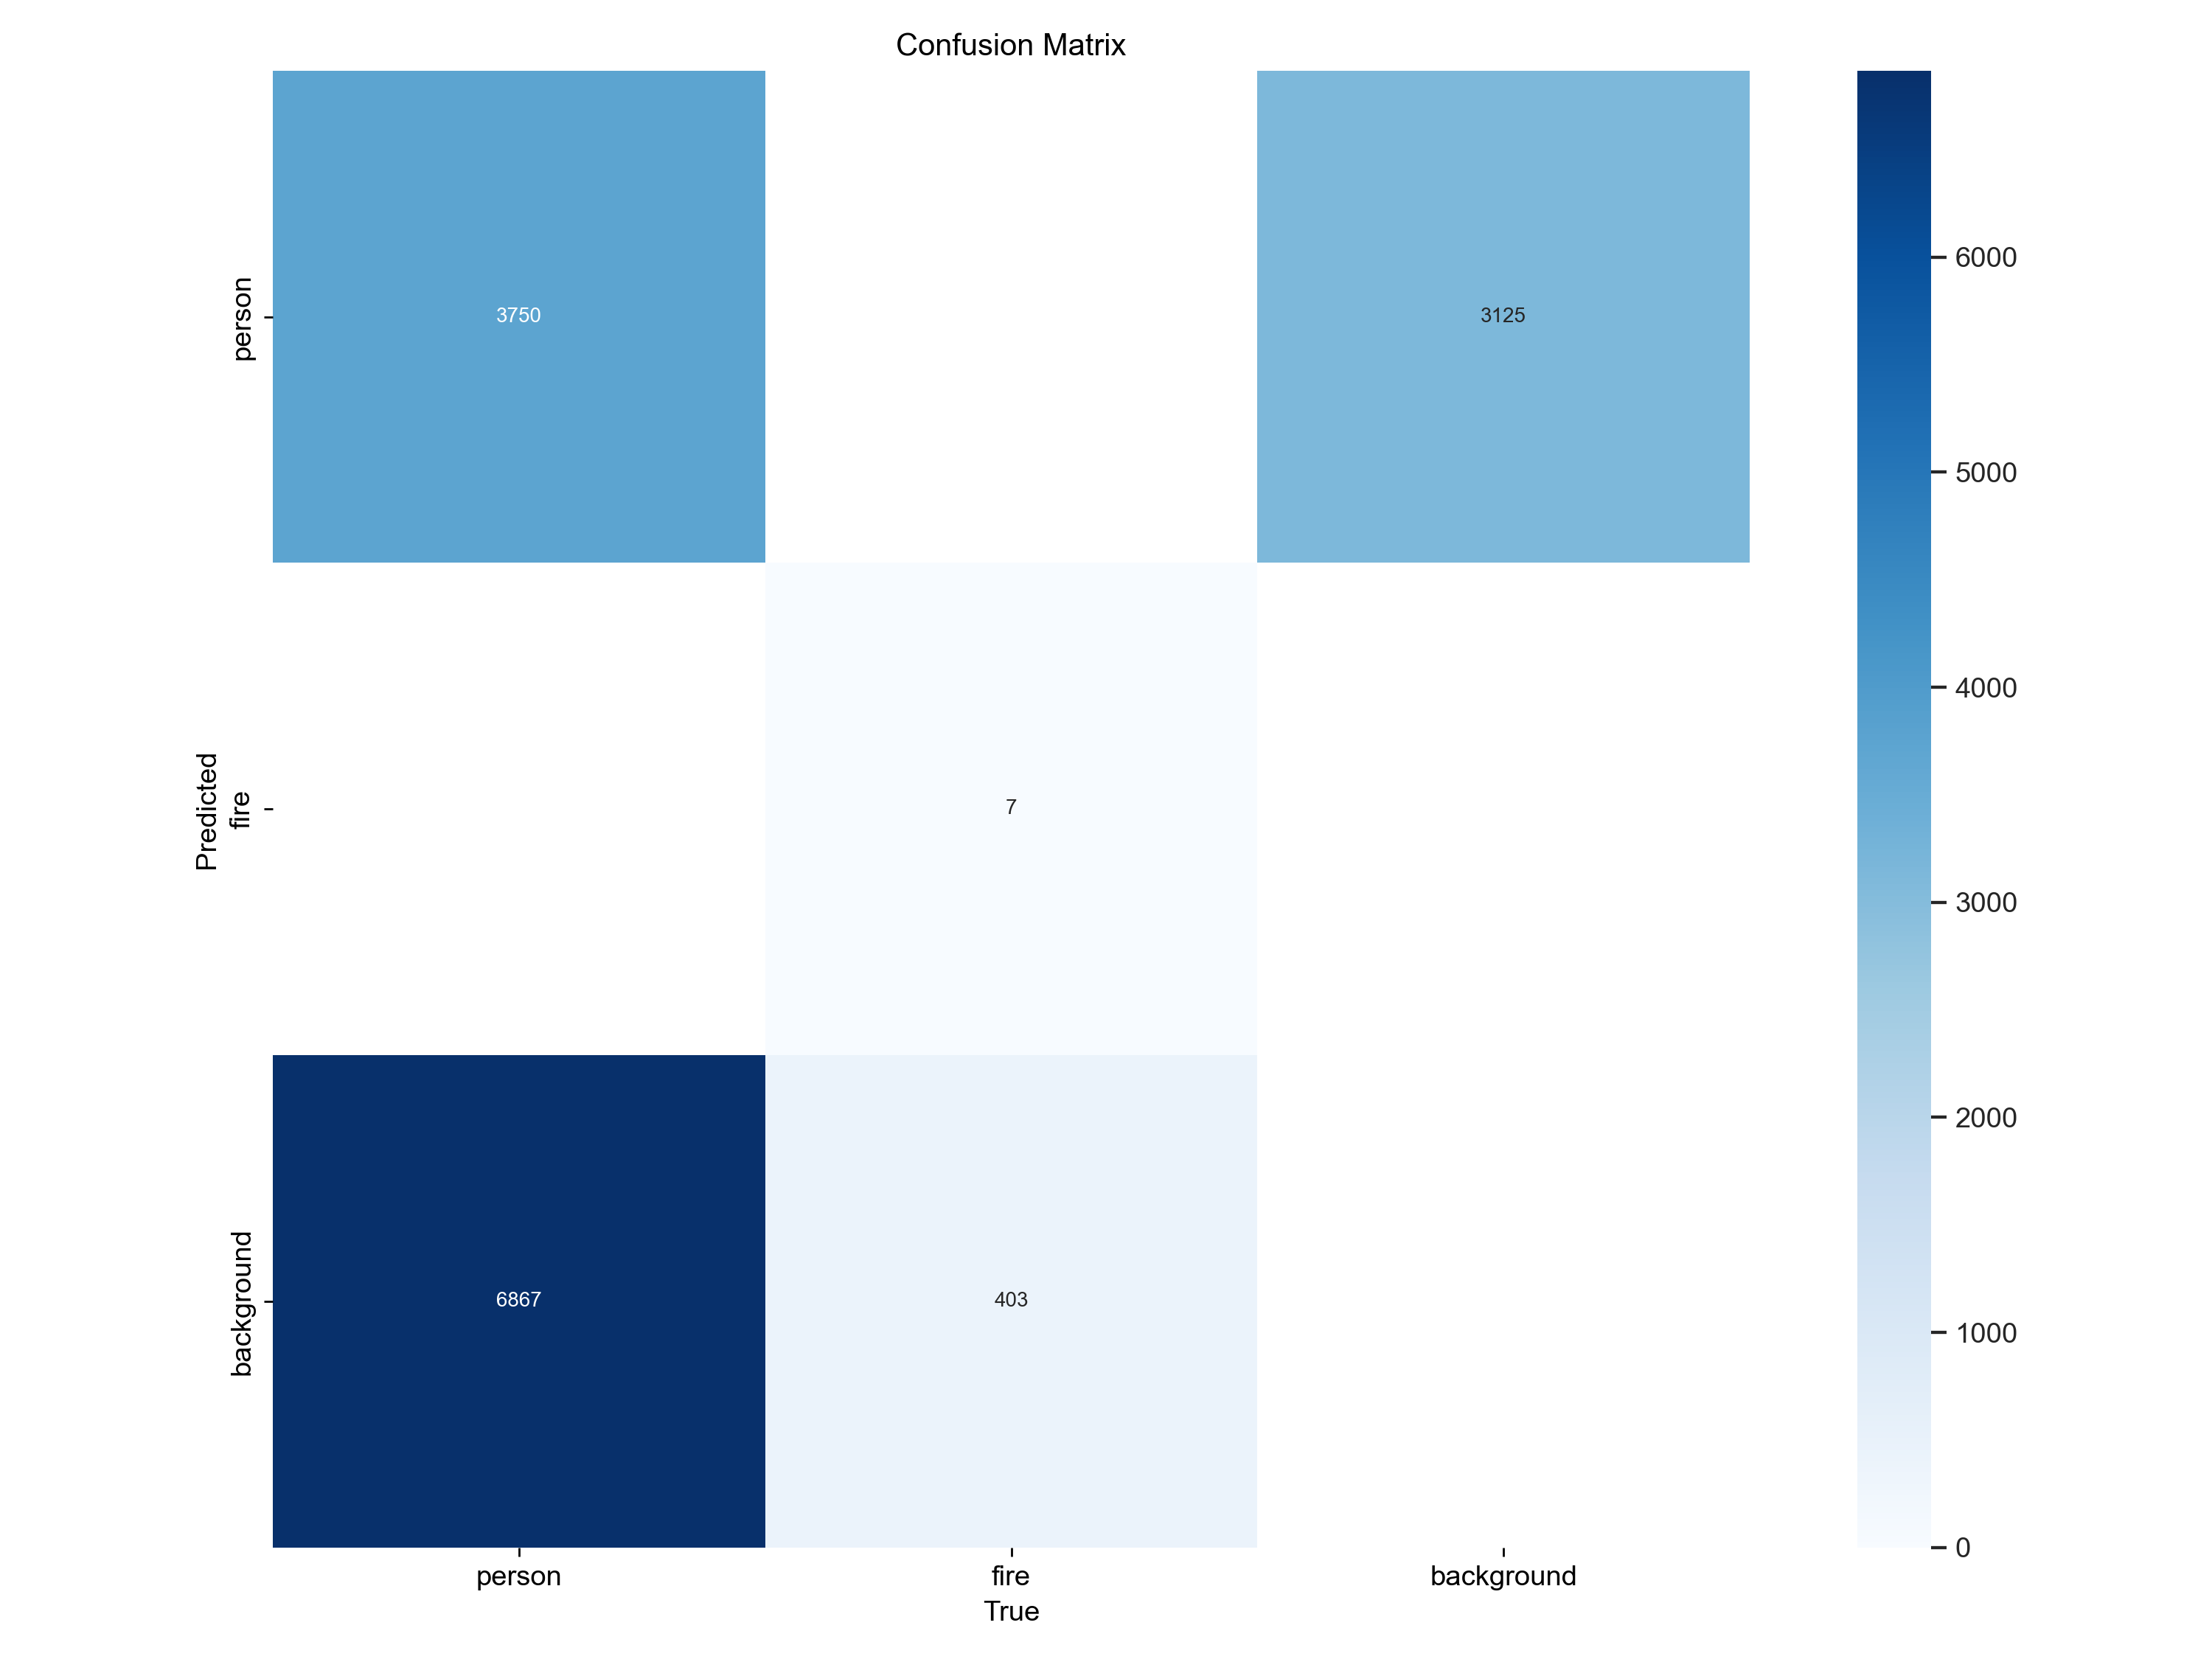 Confusion Matrix
person
3750
3125
6000
5000
4000
3000
2000
1000
0
Predicted
fire
7
background
6867
403
person
fire
background
True